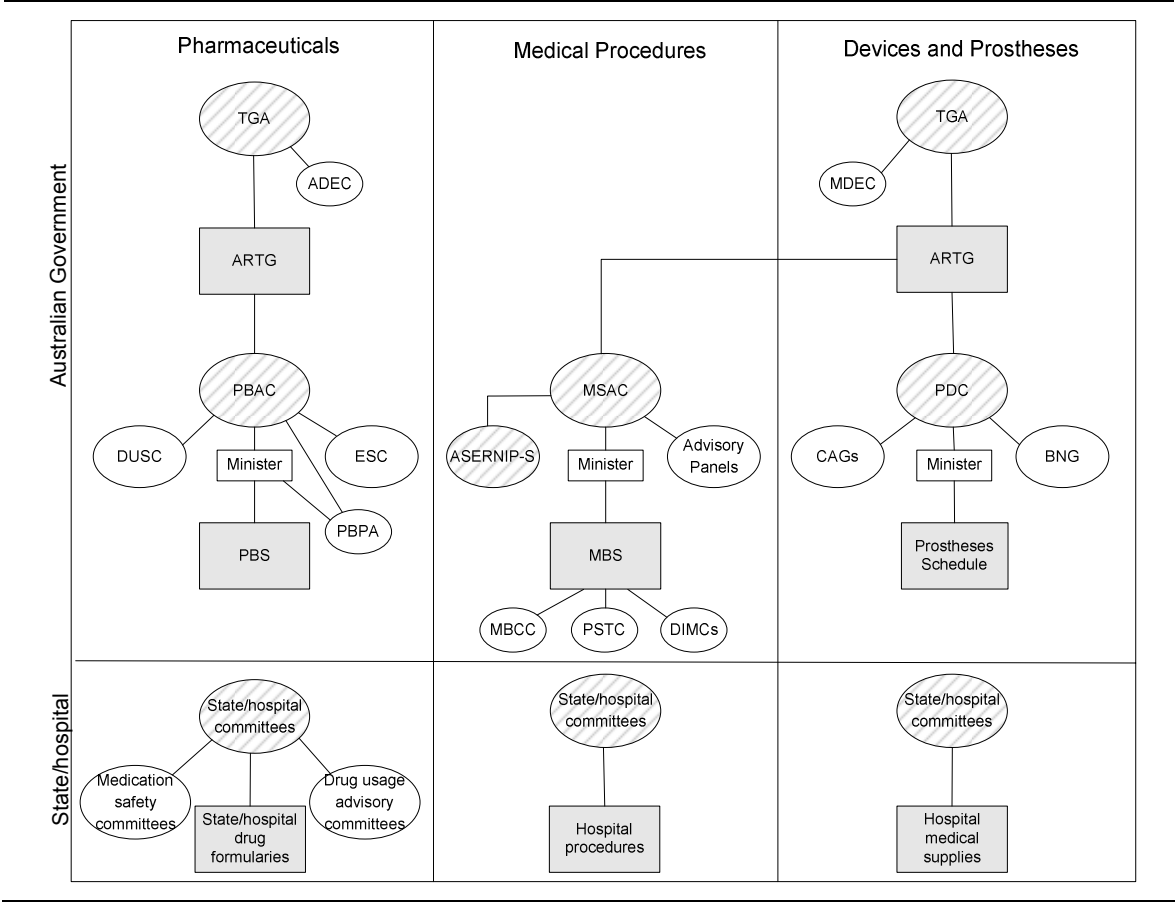 Pharmaceuticals
Medical Procedures
Devices and Prostheses
Australian Government
TGA
ADEC
ARTG
PBAC
DUSC
Minister
ESC
PBPA
PBS
MSAC
ASERNIP-S
Minister
Advisory
Panels
MBS
MBCC
PSTC
DIMCs
TGA
MDEC
ARTG
PDC
CAGs
Minister
BNG
Prostheses
Schedule
State/hospital
State/hospital
committees
Medication
safety
committees
State/hospital
drug
formularies
Drug usage
advisory
committees
State/hospital
committees
Hospital
procedures
State/hospital
committees
Hospital
medical
supplies